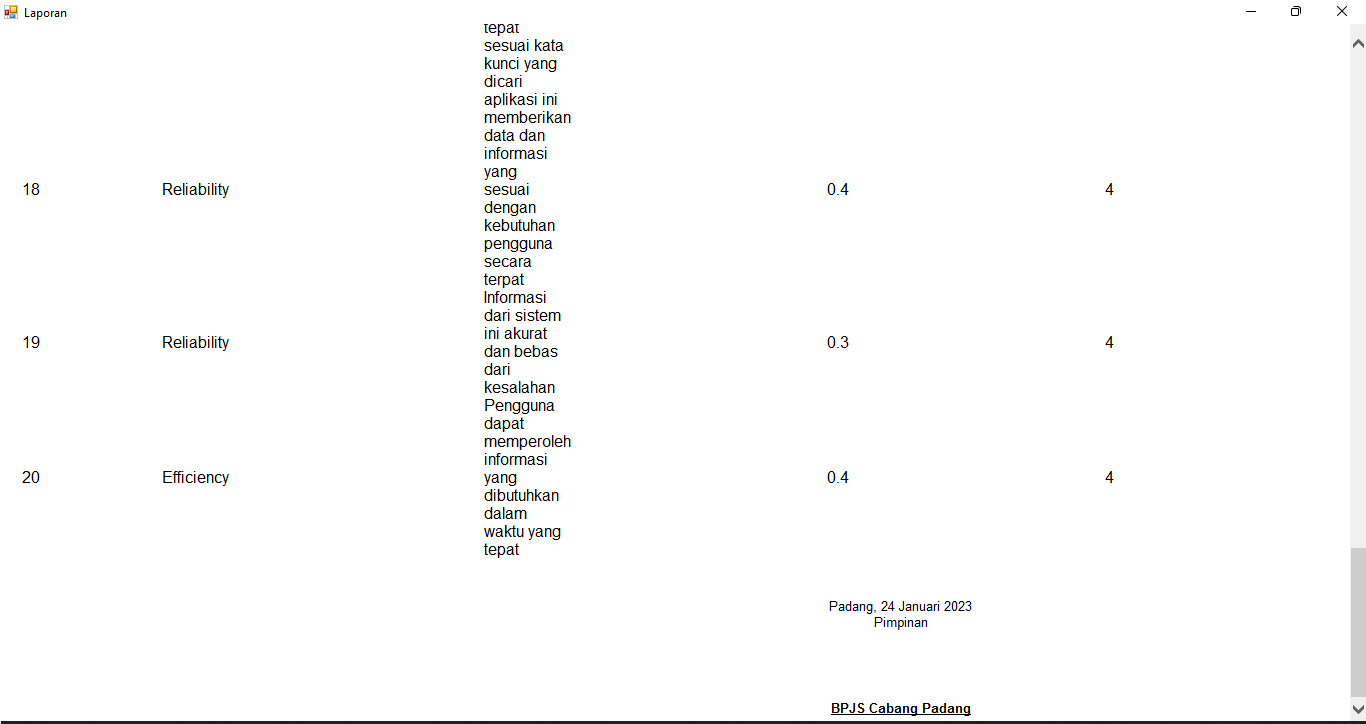 Laporan
tepat
sesuai kata
kunci yang
dicari
aplikasi ini
memberikan
data dan
informasi
yang
18 Reliability sesuai 0.4 4
dengan
kebutuhan
pengguna
secara
terpat
Informasi
dari sistem
ini akurat
19 Reliability dan bebas 0.3 4
dari
kesalahan
Pengguna
dapat
memperoleh
informasi
20 Efficiency yang 0.4 4
dibutuhkan
dalam
waktu yang
tepat
Padang, 24 Januari 2023
Pimpinan
BPJS Cabang Padang